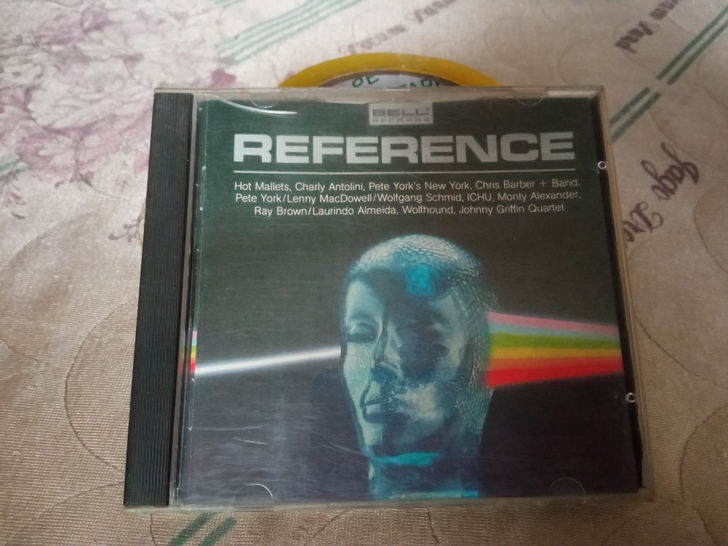 BELL
RECORDS
REFERENCE
Hot Mallets, Charly Antolini, Pete York's New York, Chris Barber + Band,
Pete York/Lenny MacDowell/Wolfgang Schmid, ICHU, Monty Alexander,
Ray Brown/Laurindo Almeida, Wolfhound, Johnny Griffin Quartet